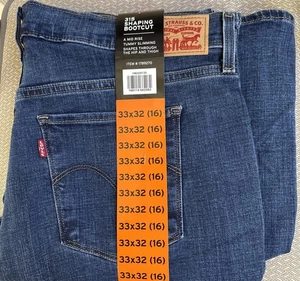 315
SHAPING
BOOTCUT
A MID RISE
TUMMY SLIMMING
SHAPES THROUGH
THE HIP AND THIGH
STRAUSS & CO.
33x32 (16)
33x32 (16)
33x32 (16)
33x32 (16)
33x32 (16)
33x32 (16)
33x32 (16)
33x32 (16)
33x32 (16)
33x32 (16)
33x32 (16)